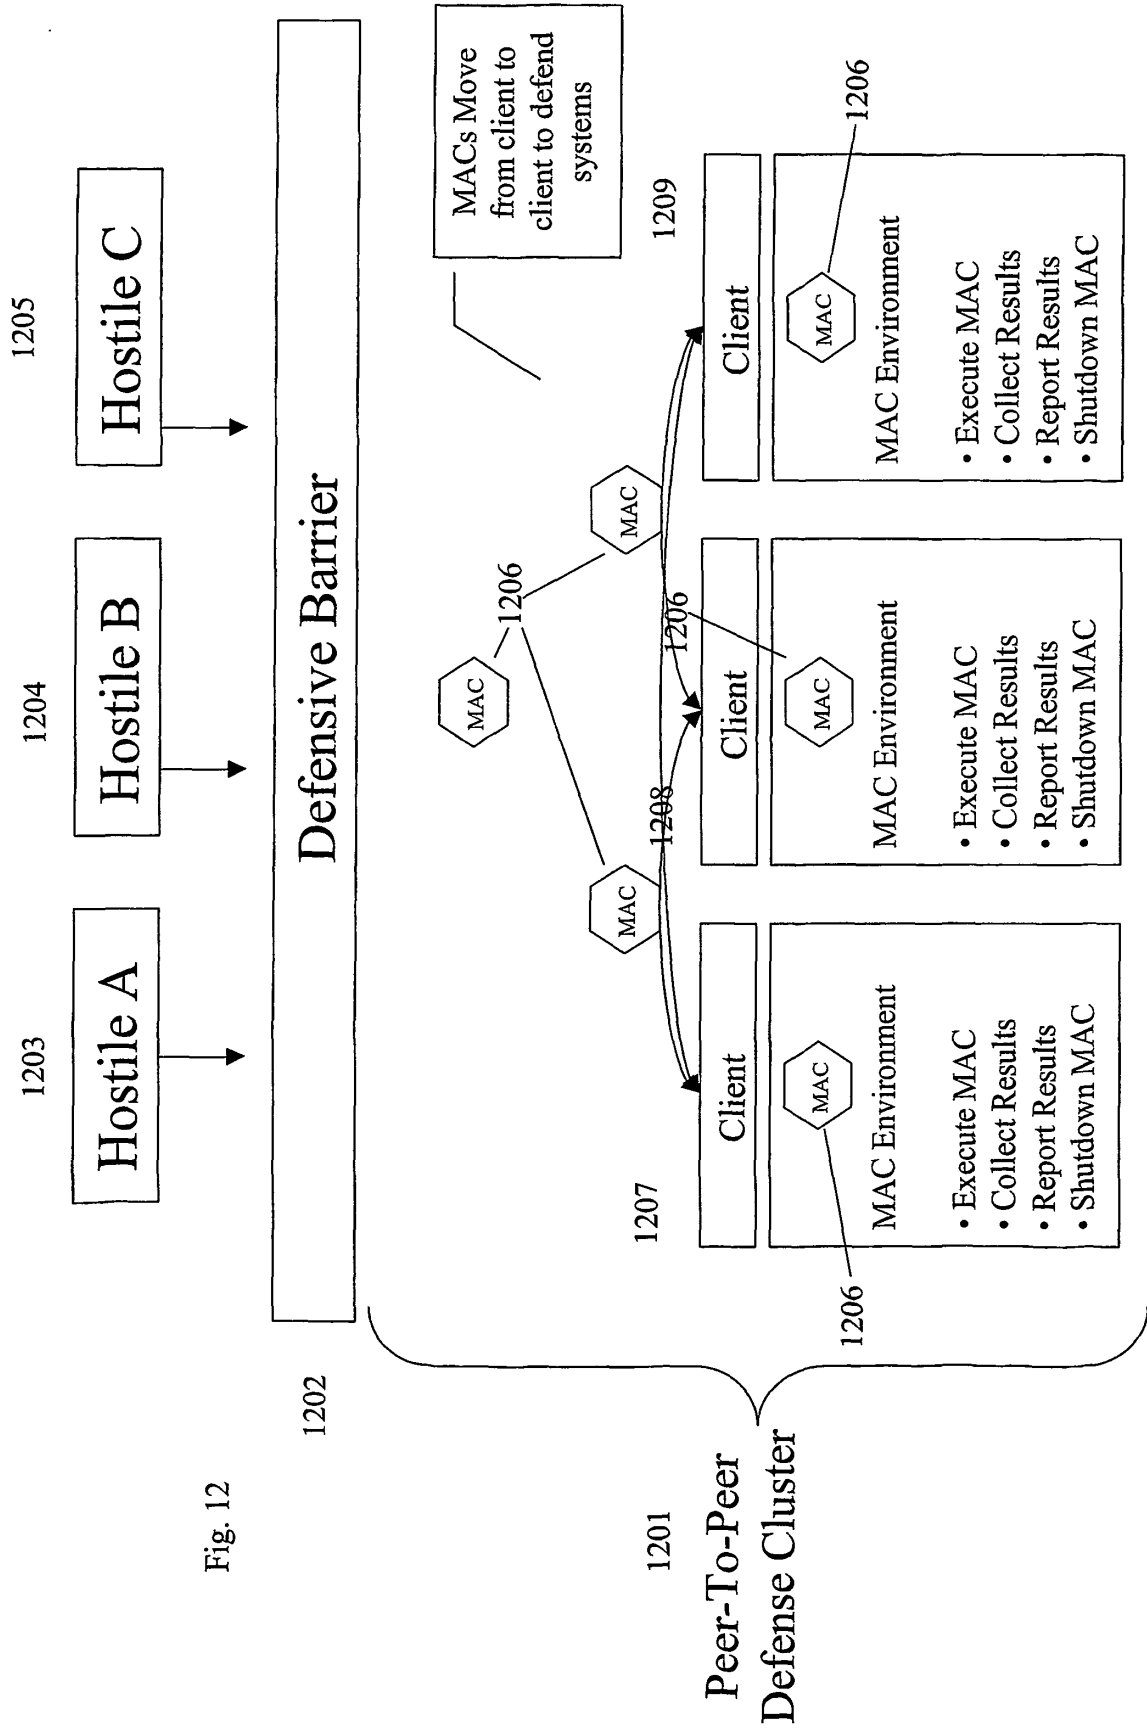 Fig. 12
1203
1204
1205
Hostile A
Hostile B
Hostile C
1202
Defensive Barrier
MACs Move
from client to
client to defend
systems
1201
Peer-To-Peer
Defense Cluster
MAC
1206
MAC
MAC
1207
1208
1206
1209
Client
MAC
1206
MAC Environment
• Execute MAC
• Collect Results
• Report Results
• Shutdown MAC
Client
MAC
MAC Environment
• Execute MAC
• Collect Results
• Report Results
• Shutdown MAC
Client
MAC
1206
MAC Environment
• Execute MAC
• Collect Results
• Report Results
• Shutdown MAC